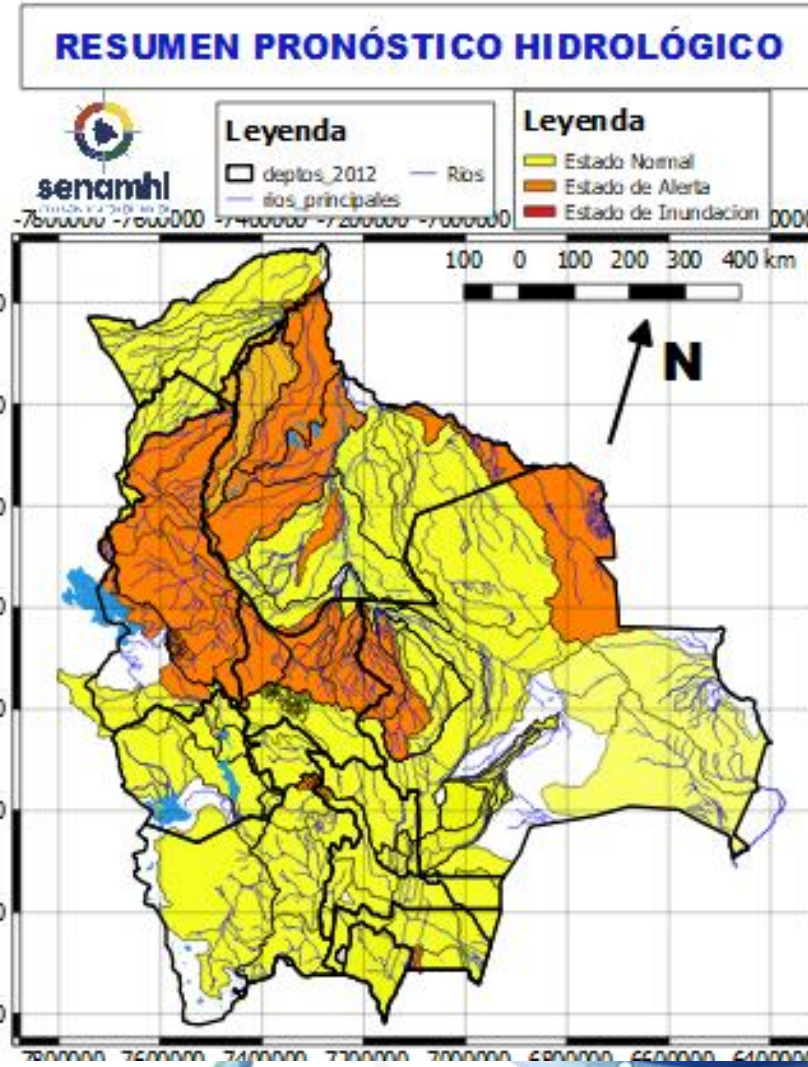 RESUMEN PRONÓSTICO HIDROLÓGICO
senamhi
Leyenda
deptos_2012
Rios
rios_principales
Leyenda
Estado Normal
Estado de Alerta
Estado de Inundacion
-7800000 -7600000 -7400000 -7200000 -7000000
100 0 100 200 300 400 km
N
-7800000 -7600000 -7400000 -7200000 -7000000 -6800000 -6600000 -6400000